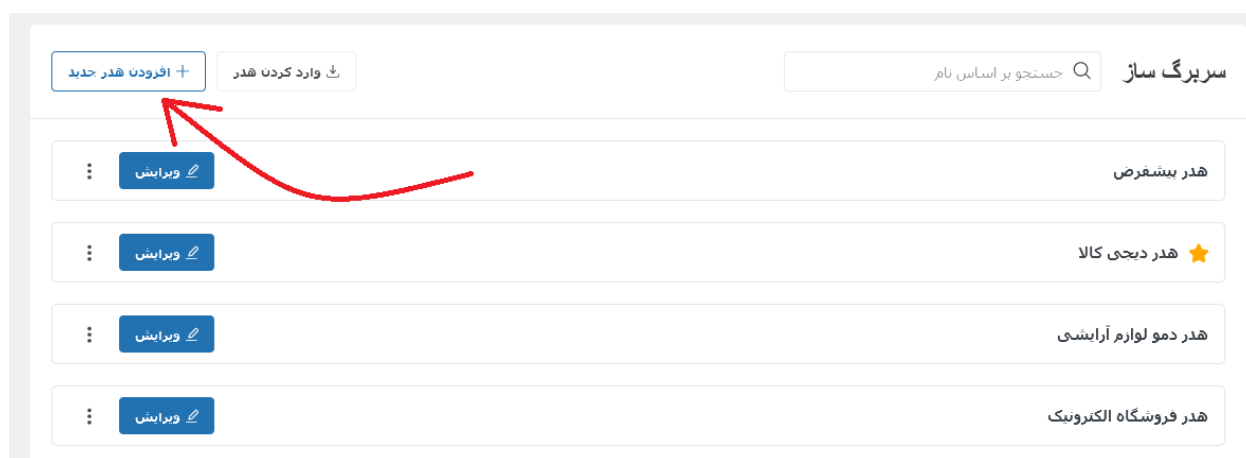 سربرگ ساز
جستجو بر اساس نام
وارد کردن هدر
افزودن هدر جدید
هدر پیشفرض
ویرایش
هدر دیجی کالا
ویرایش
هدر دمو لوازم آرایشی
ویرایش
هدر فروشگاه الکترونیک
ویرایش